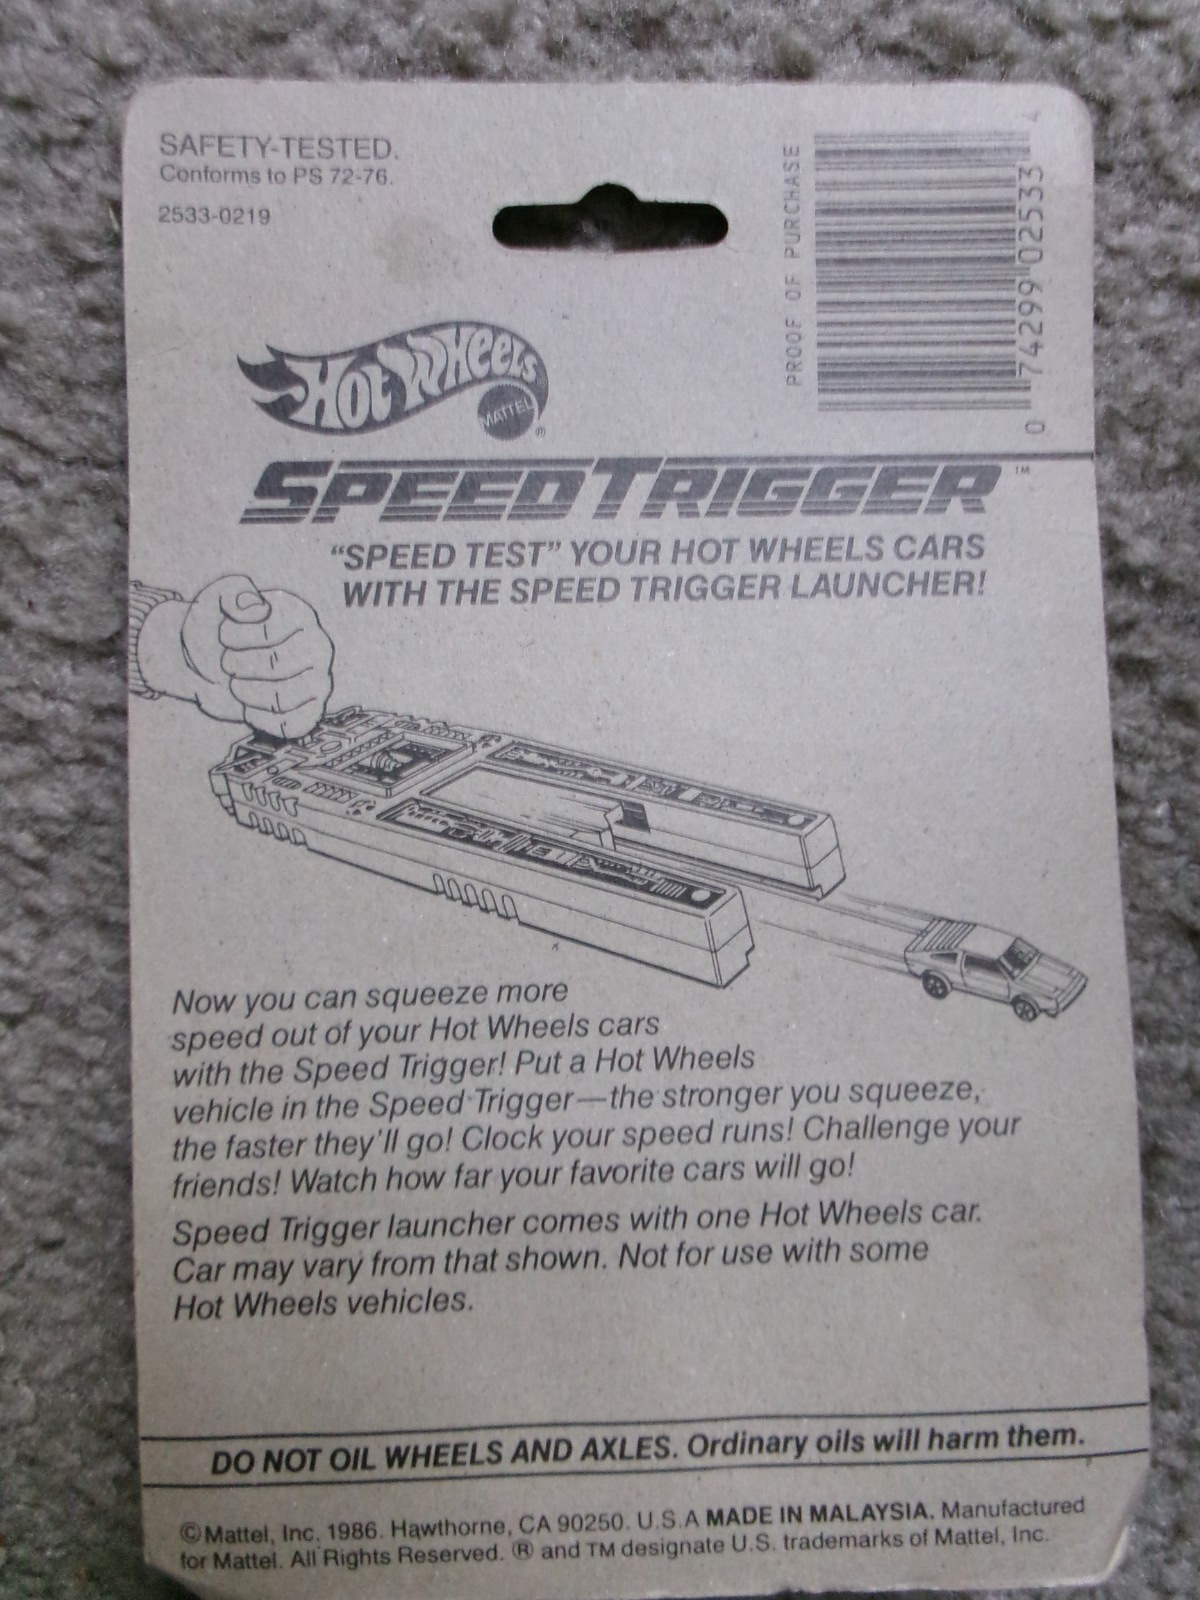 SAFETY-TESTED.
Conforms to PS 72-76.
2533-0219
PROOF OF PURCHASE
0 74299 02533 4
HOT WHEELS
MATTEL
®
SPEED TRIGGER ™
“SPEED TEST” YOUR HOT WHEELS CARS
WITH THE SPEED TRIGGER LAUNCHER!
Now you can squeeze more
speed out of your Hot Wheels cars
with the Speed Trigger! Put a Hot Wheels
vehicle in the Speed Trigger—the stronger you squeeze,
the faster they’ll go! Clock your speed runs! Challenge your
friends! Watch how far your favorite cars will go!
Speed Trigger launcher comes with one Hot Wheels car.
Car may vary from that shown. Not for use with some
Hot Wheels vehicles.
DO NOT OIL WHEELS AND AXLES. Ordinary oils will harm them.
© Mattel, Inc. 1986. Hawthorne, CA 90250. U.S.A MADE IN MALAYSIA. Manufactured
for Mattel. All Rights Reserved. ® and TM designate U.S. trademarks of Mattel, Inc.